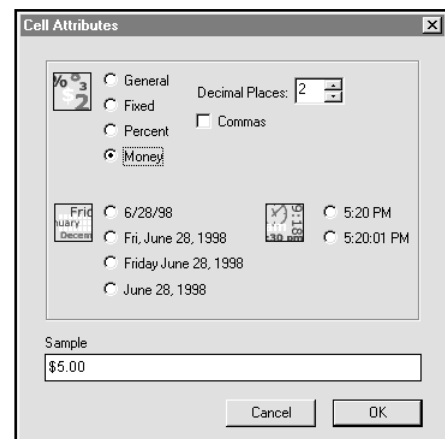 Cell Attributes
General
Fixed
Percent
Money
Decimal Places: 2
Commas
6/28/98
Fri, June 28, 1998
Friday June 28, 1998
June 28, 1998
5:20 PM
5:20:01 PM
Sample
$5.00
Cancel
OK